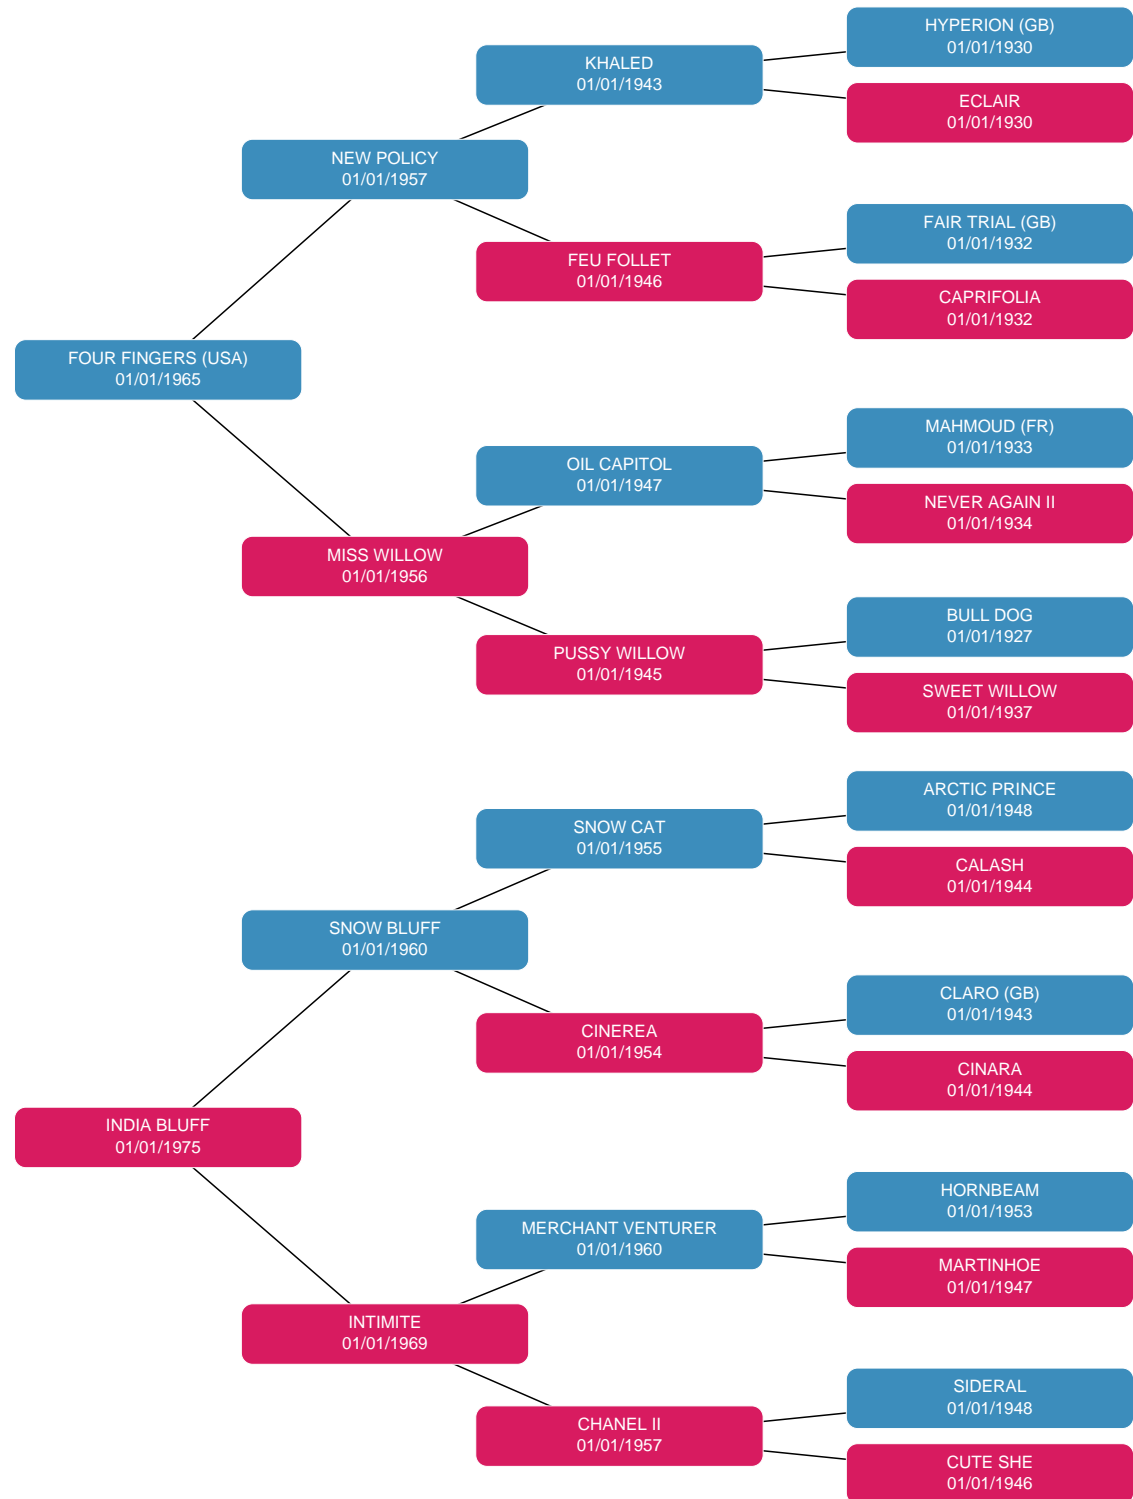 HYPERION (GB)
01/01/1930
KHALED
01/01/1943
ECLAIR
01/01/1930
NEW POLICY
01/01/1957
FAIR TRIAL (GB)
01/01/1932
FEU FOLLET
01/01/1946
CAPRIFOLIA
01/01/1932
FOUR FINGERS (USA)
01/01/1965
MAHMOUD (FR)
01/01/1933
OIL CAPITOL
01/01/1947
NEVER AGAIN II
01/01/1934
MISS WILLOW
01/01/1956
BULL DOG
01/01/1927
PUSSY WILLOW
01/01/1945
SWEET WILLOW
01/01/1937
ARCTIC PRINCE
01/01/1948
SNOW CAT
01/01/1955
CALASH
01/01/1944
SNOW BLUFF
01/01/1960
CLARO (GB)
01/01/1943
CINEREA
01/01/1954
CINARA
01/01/1944
INDIA BLUFF
01/01/1975
HORNBEAM
01/01/1953
MERCHANT VENTURER
01/01/1960
MARTINHOE
01/01/1947
INTIMITE
01/01/1969
SIDERAL
01/01/1948
CHANEL II
01/01/1957
CUTE SHE
01/01/1946